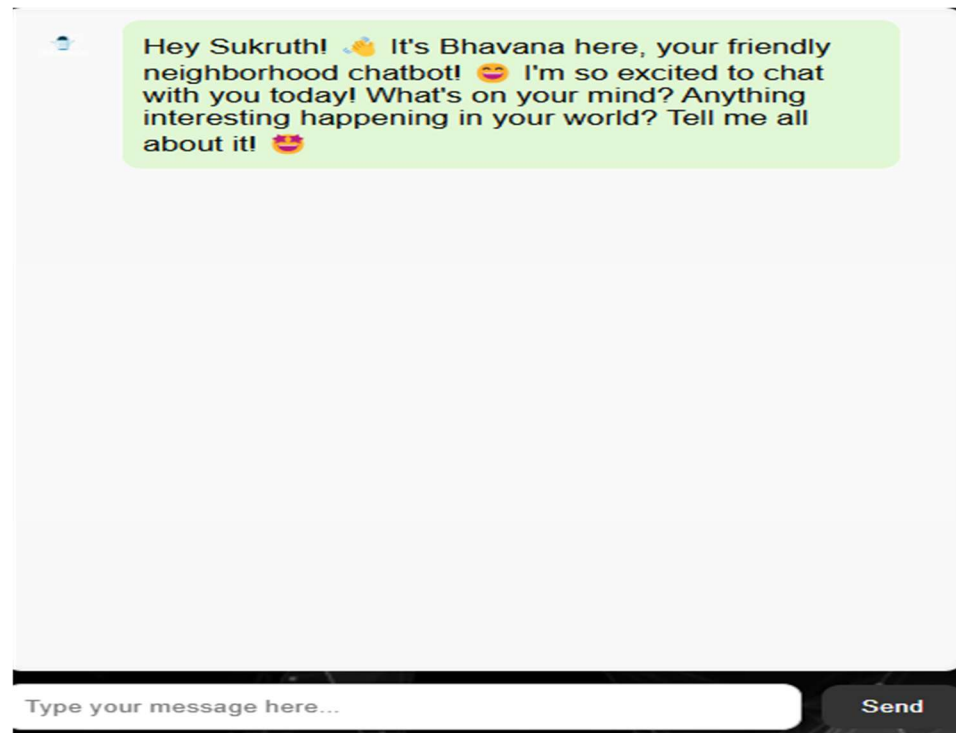 Hey Sukruth! 👋 It's Bhavana here, your friendly
neighborhood chatbot! 😄 I'm so excited to chat
with you today! What's on your mind? Anything
interesting happening in your world? Tell me all
about it! 🤩
Type your message here...
Send